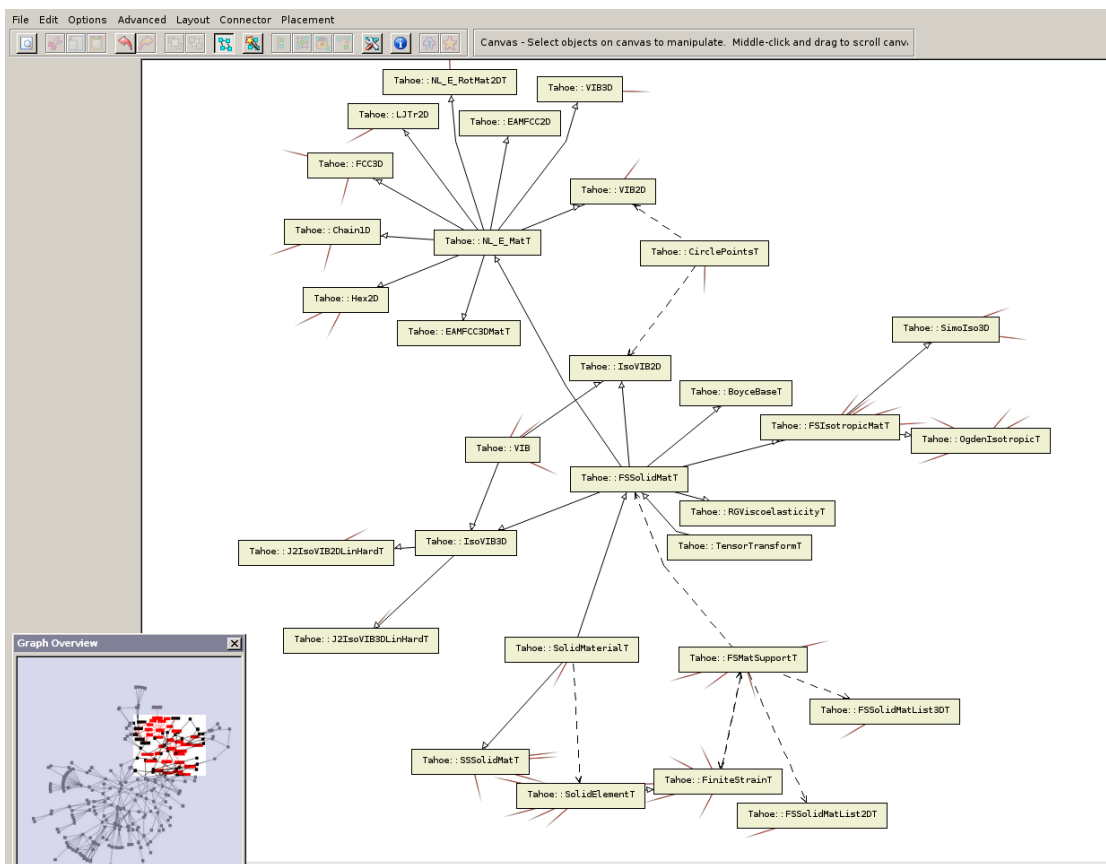 File Edit Options Advanced Layout Connector Placement
Canvas - Select objects on canvas to manipulate. Middle-click and drag to scroll canv
Tahoe::NL_E_RotMat2DT
Tahoe::VIB3D
Tahoe::LJTr2D
Tahoe::EAMFCC2D
Tahoe::FCC3D
Tahoe::VIB2D
Tahoe::Chain1D
Tahoe::NL_E_MatT
Tahoe::CirclePointsT
Tahoe::Hex2D
Tahoe::EAMFCC3DMatT
Tahoe::SimoIso3D
Tahoe::IsoVIB2D
Tahoe::BoyceBaseT
Tahoe::FSIsotropicMatT
Tahoe::OgdenIsotropicT
Tahoe::VIB
Tahoe::FSSolidMatT
Tahoe::RGViscoelasticityT
Tahoe::IsoVIB3D
Tahoe::TensorTransformT
Tahoe::J2IsoVIB2DLinHardT
Tahoe::J2IsoVIB3DLinHardT
Graph Overview
Tahoe::SolidMaterialT
Tahoe::FSMatSupportT
Tahoe::FSSolidMatList3DT
Tahoe::SSSolidMatT
Tahoe::FiniteStrainT
Tahoe::SolidElementT
Tahoe::FSSolidMatList2DT